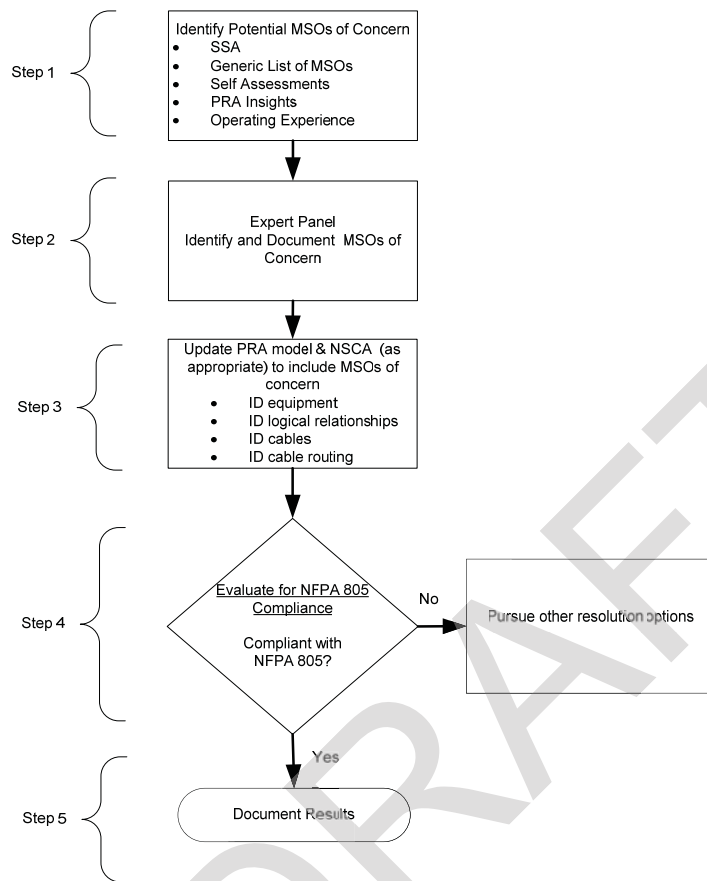 Step 1
Identify Potential MSOs of Concern
• SSA
• Generic List of MSOs
• Self Assessments
• PRA Insights
• Operating Experience
Step 2
Expert Panel
Identify and Document MSOs of
Concern
Step 3
Update PRA model & NSCA (as
appropriate) to include MSOs of
concern
• ID equipment
• ID logical relationships
• ID cables
• ID cable routing
Step 4
Evaluate for NFPA 805
Compliance
Compliant with
NFPA 805?
No
Pursue other resolution options
Yes
Step 5
Document Results
DRAFT